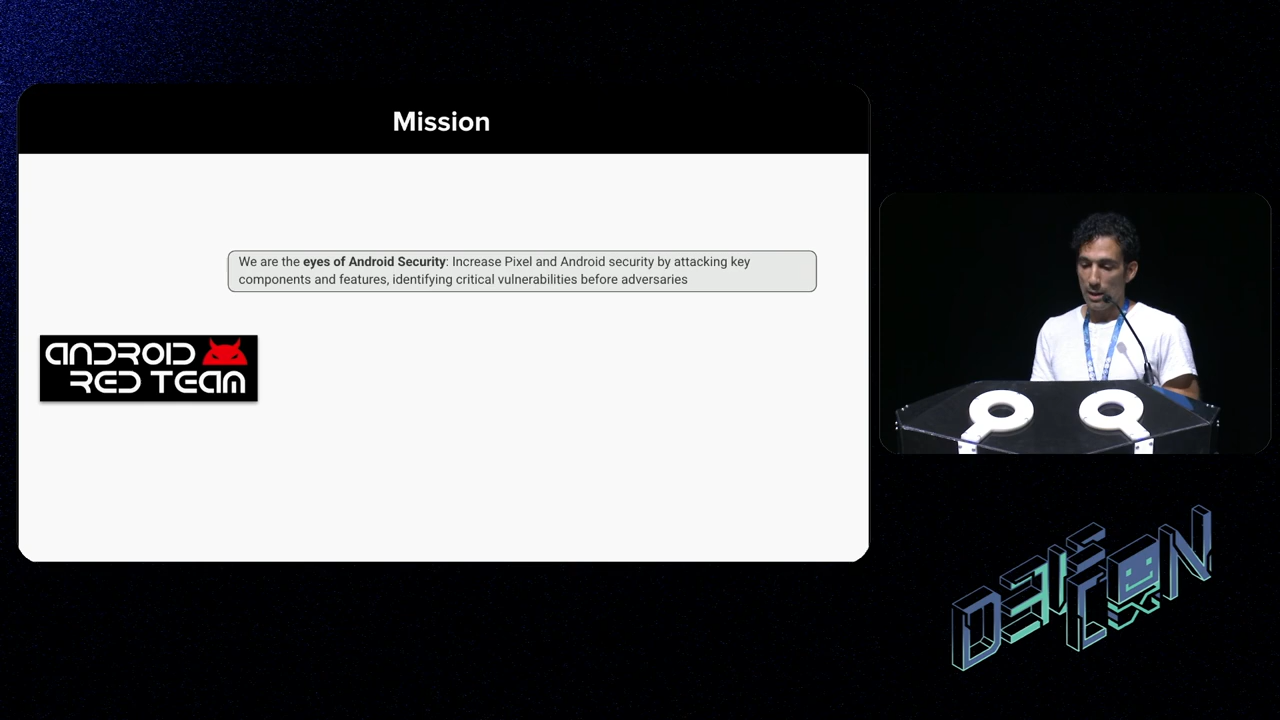 Mission
We are the eyes of Android Security: Increase Pixel and Android security by attacking key
components and features, identifying critical vulnerabilities before adversaries
ANDROID
RED TEAM
DEF
CON